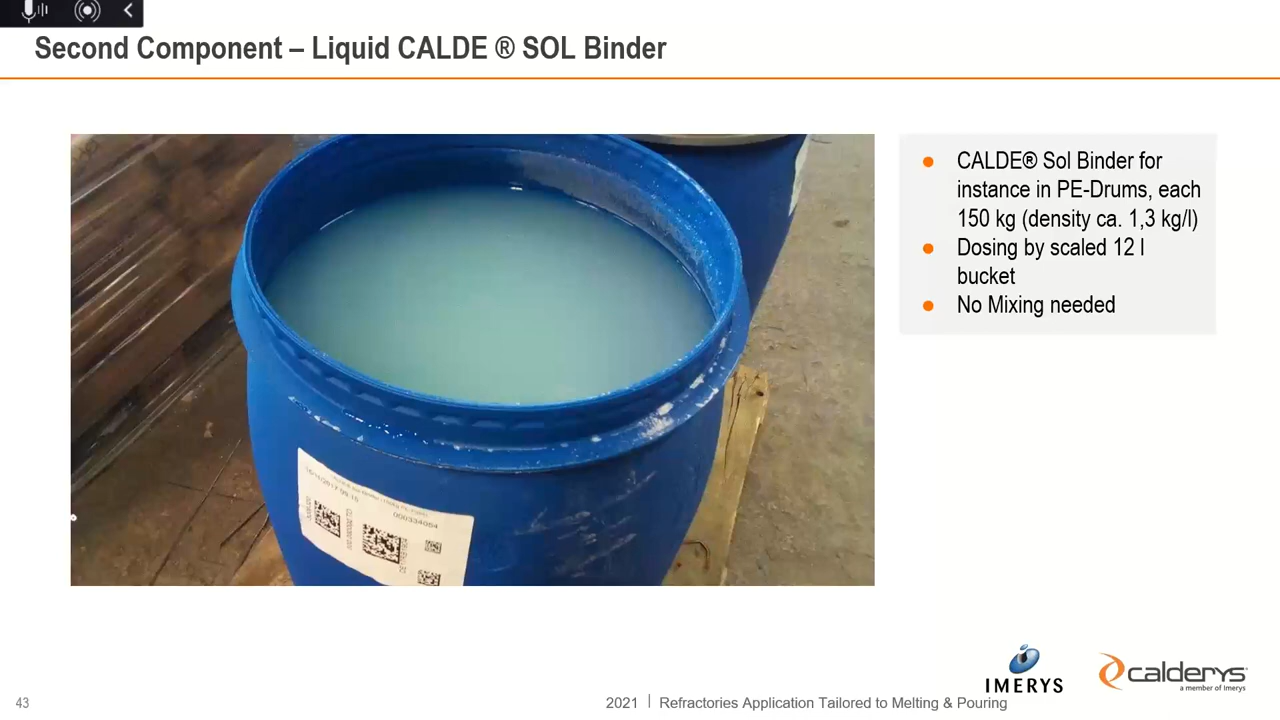 Second Component – Liquid CALDE ® SOL Binder
CALDE® Sol Binder for
instance in PE-Drums, each
150 kg (density ca. 1,3 kg/l)
Dosing by scaled 12 l
bucket
No Mixing needed
000334064
IMERYS
calderys
a member of Imerys
43
2021 | Refractories Application Tailored to Melting & Pouring